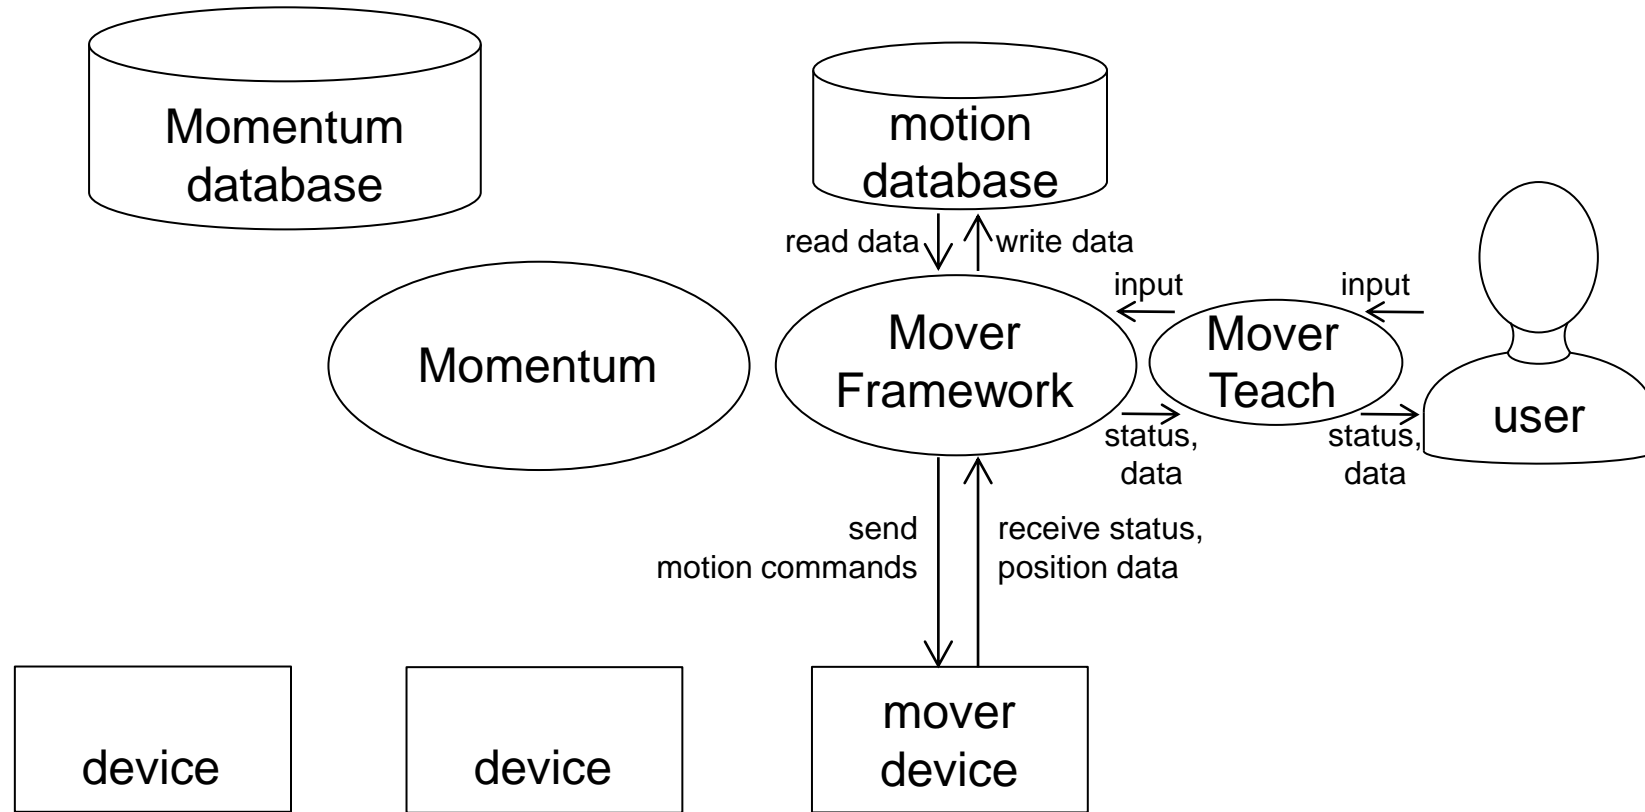 Momentum
database
motion
database
read data
write data
input
input
Momentum
Mover
Framework
Mover
Teach
user
status,
data
status,
data
send
motion commands
receive status,
position data
device
device
mover
device